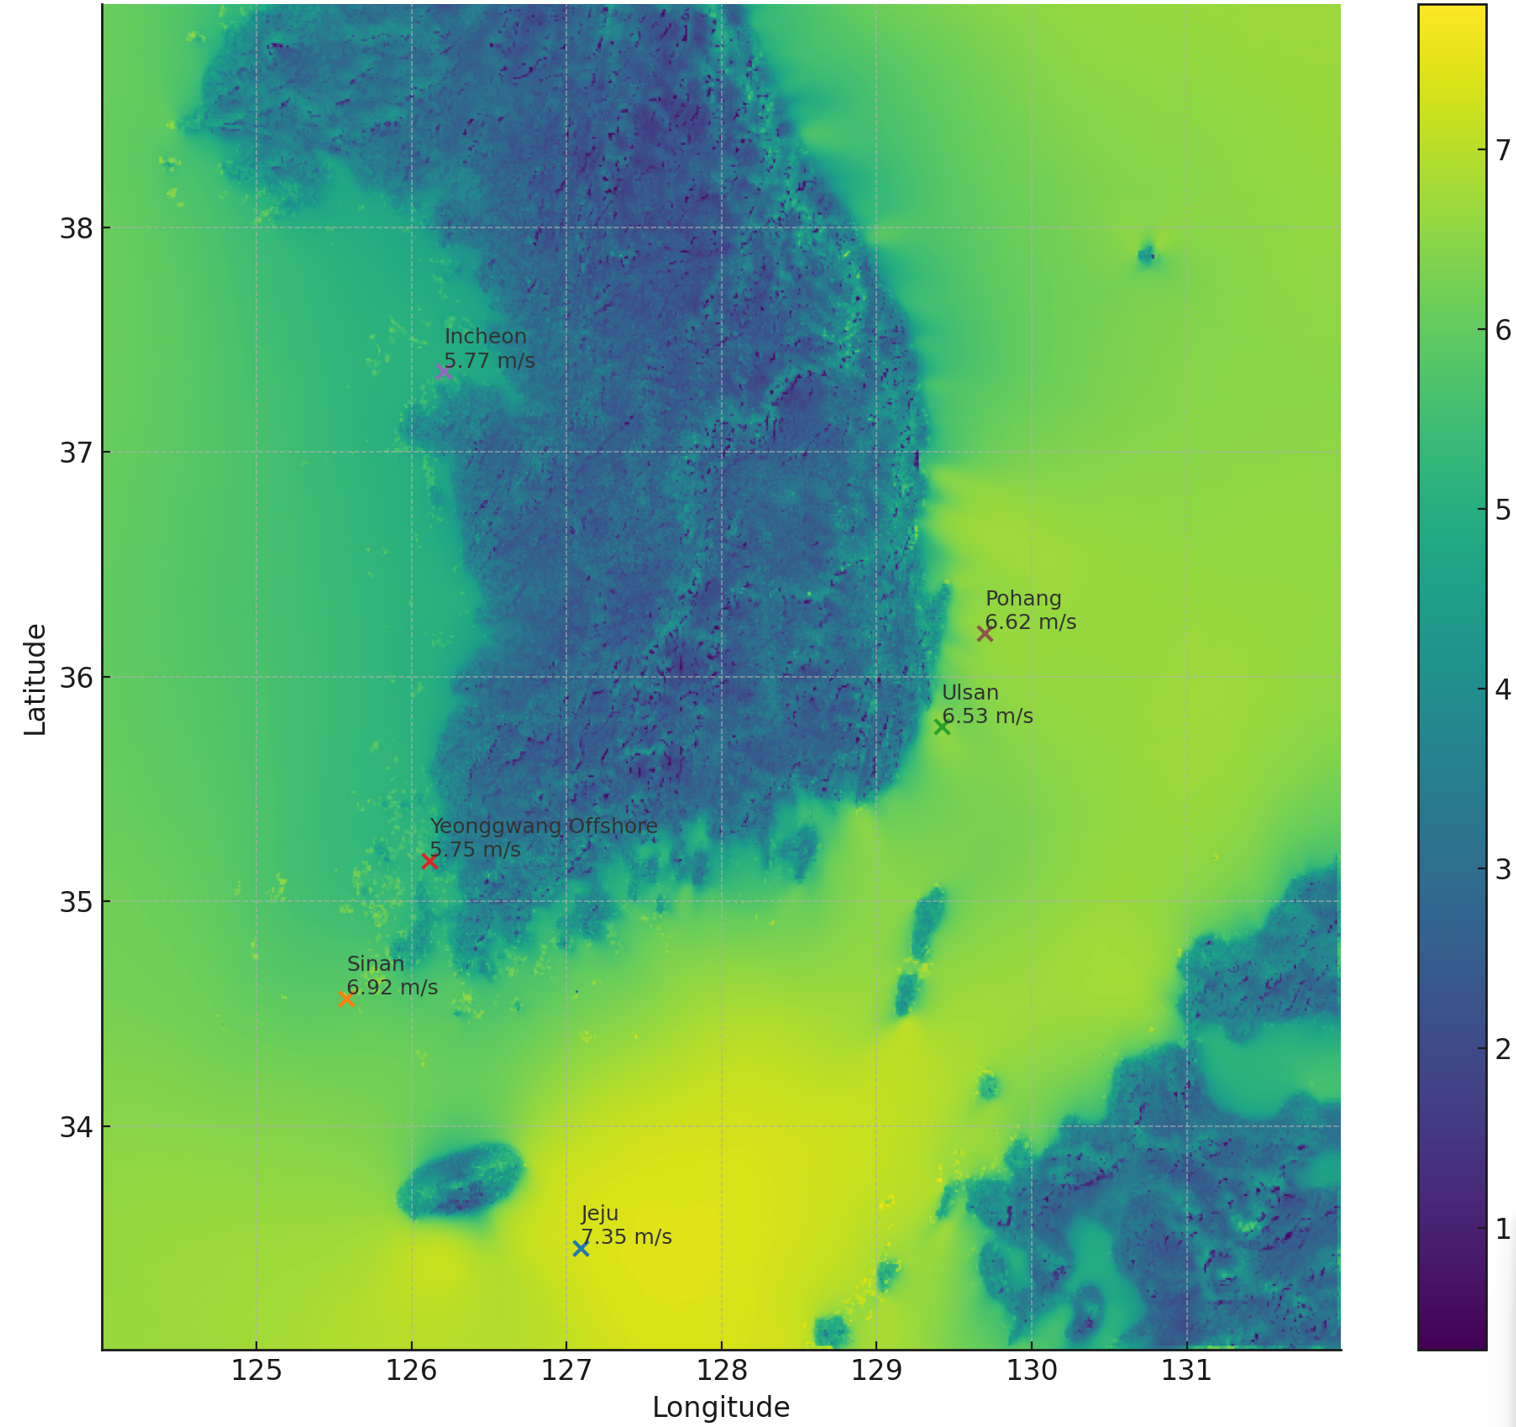 Incheon
5.77 m/s
Pohang
6.62 m/s
Ulsan
6.53 m/s
Yeonggwang Offshore
5.75 m/s
Sinan
6.92 m/s
Jeju
7.35 m/s
Latitude
38
37
36
35
34
125
126
127
128
129
130
131
Longitude
7
6
5
4
3
2
1